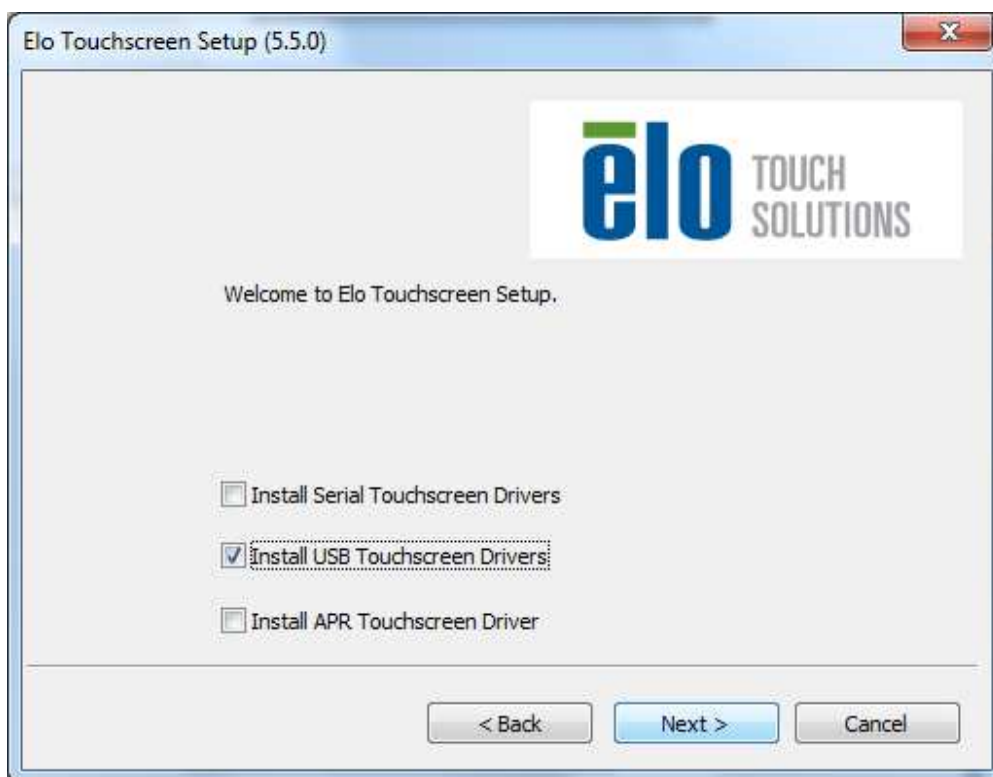 Elo Touchscreen Setup (5.5.0)
elo TOUCH
SOLUTIONS
Welcome to Elo Touchscreen Setup.
Install Serial Touchscreen Drivers
Install USB Touchscreen Drivers
Install APR Touchscreen Driver
< Back Next > Cancel